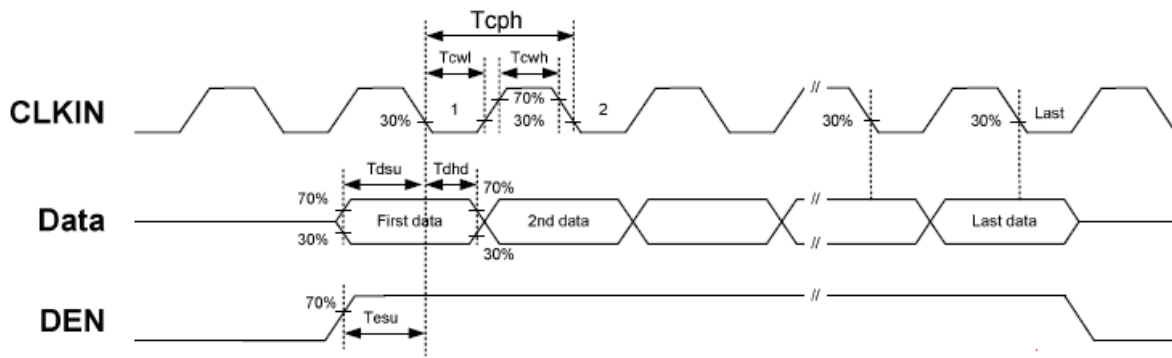 Tcph
Tcwl Tcwh
CLKIN 30% 1 70% 30% 2 // 30% 30% Last
Tdsu Tdhd
70% 70%
Data First data 2nd data // // Last data
30% 30%
70% //
DEN Tesu